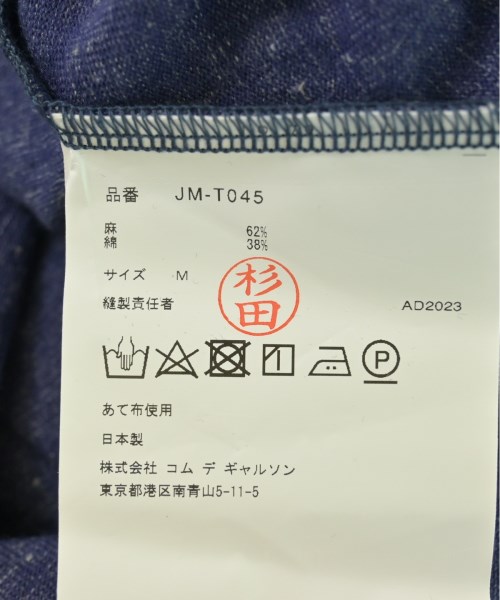 品番 JM-T045
麻 62%
綿 38%
サイズ M
縫製責任者 杉田 AD2023
P
あて布使用
日本製
株式会社 コム デ ギャルソン
東京都港区南青山5-11-5